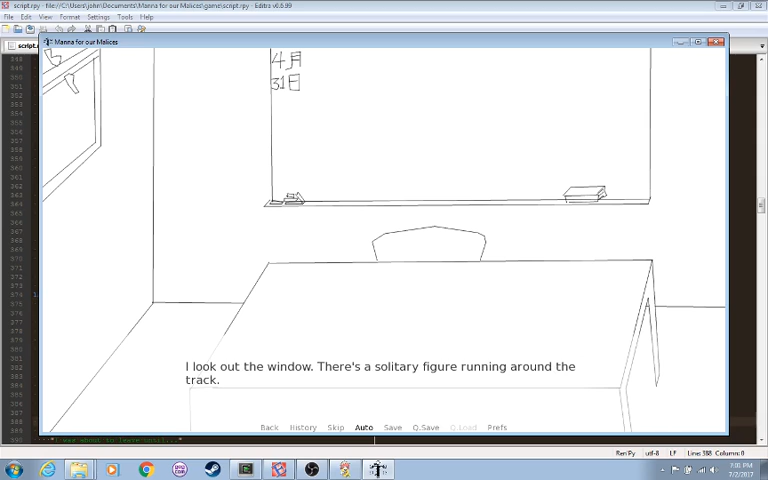 script.rpy - file://C:\Users\john\Documents\Manna for our Malices\game\script.rpy - Editra v0.6.99
File Edit View Format Settings Tools Help
Manna for our Malices
4月
31日
I look out the window. There's a solitary figure running around the
track.
Back History Skip Auto Save Q.Save Q.Load Prefs
Ren'Py utf-8 LF Line: 388 Column: 0
7/2/2017